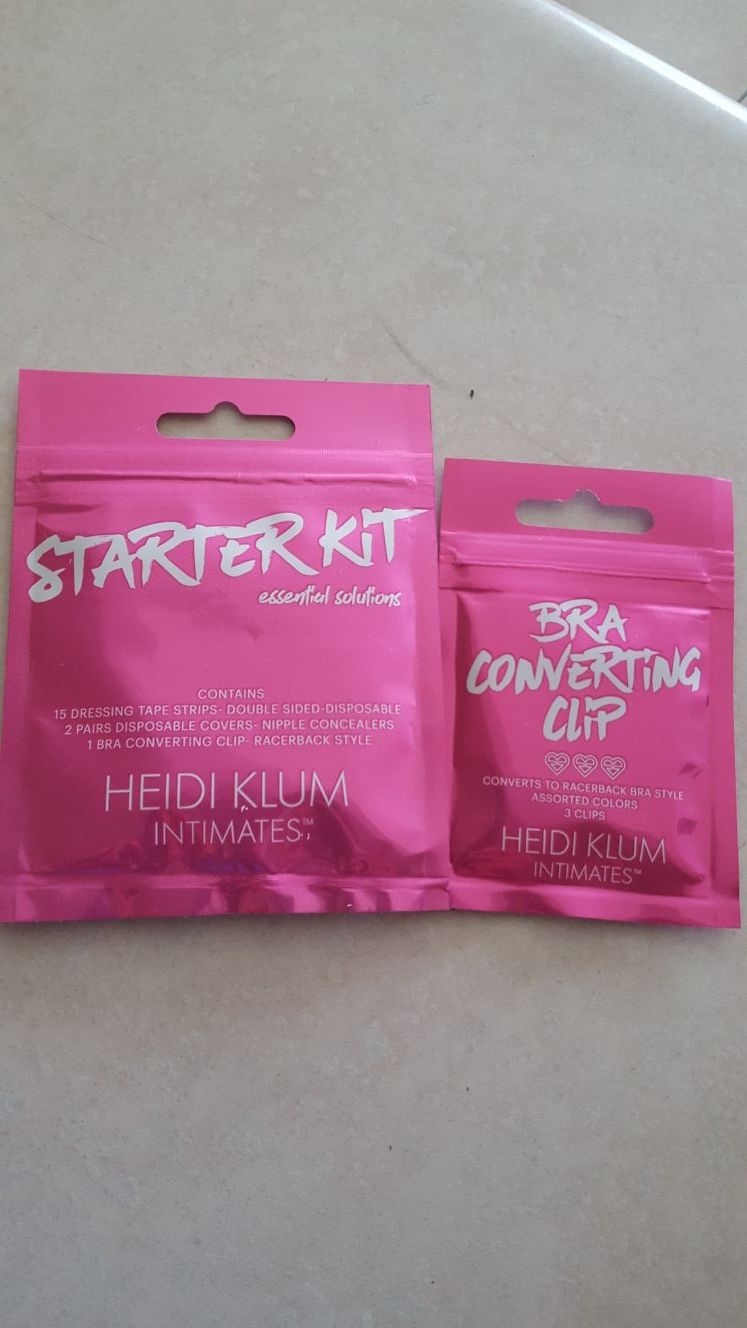 STARTER KiT
essential solutions
CONTAINS
15 DRESSING TAPE STRIPS- DOUBLE SIDED-DISPOSABLE
2 PAIRS DISPOSABLE COVERS- NIPPLE CONCEALERS
1 BRA CONVERTING CLIP- RACERBACK STYLE
HEIDI KLUM
INTIMATES™
BRA
CONVERTiNG
CLiP
CONVERTS TO RACERBACK BRA STYLE
ASSORTED COLORS
3 CLIPS
HEIDI KLUM
INTIMATES™